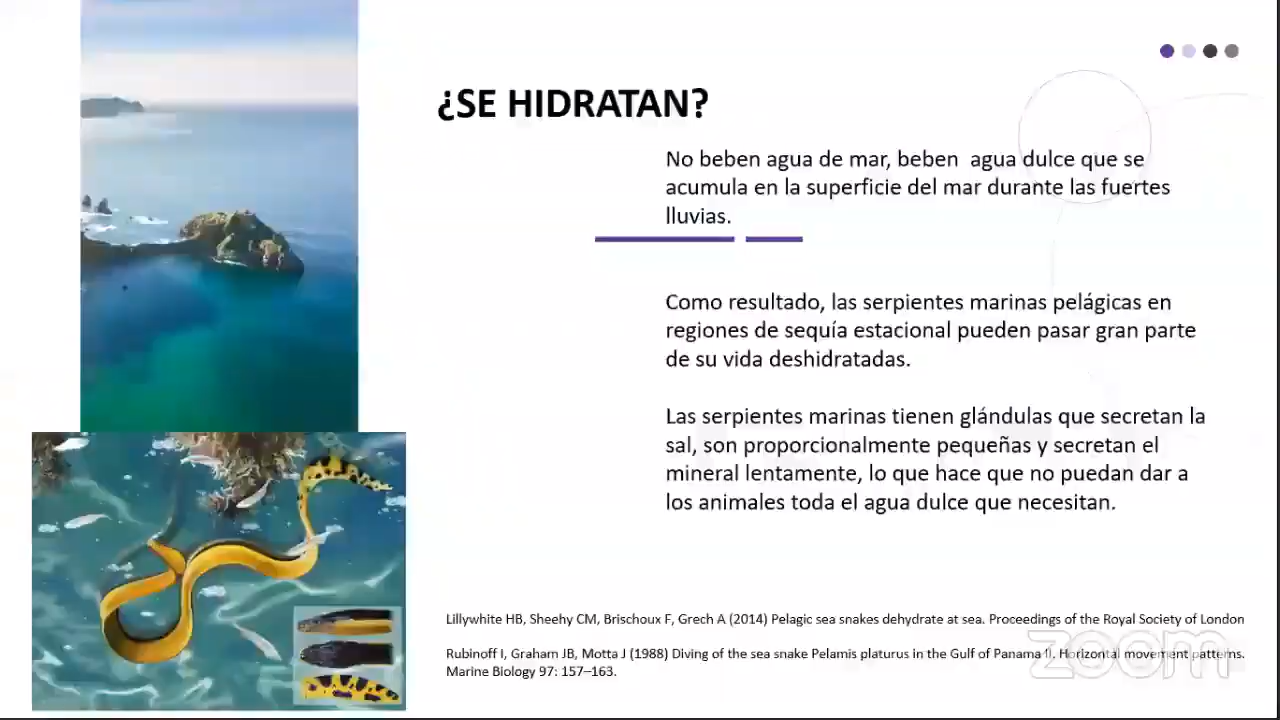 ¿SE HIDRATAN?
No beben agua de mar, beben  agua dulce que se
acumula en la superficie del mar durante las fuertes
lluvias.
Como resultado, las serpientes marinas pelágicas en
regiones de sequía estacional pueden pasar gran parte
de su vida deshidratadas.
Las serpientes marinas tienen glándulas que secretan la
sal, son proporcionalmente pequeñas y secretan el
mineral lentamente, lo que hace que no puedan dar a
los animales toda el agua dulce que necesitan.
Lillywhite HB, Sheehy CM, Brischoux F, Grech A (2014) Pelagic sea snakes dehydrate at sea. Proceedings of the Royal Society of London
Rubinoff I, Graham JB, Motta J (1988) Diving of the sea snake Pelamis platurus in the Gulf of Panama II. Horizontal movement patterns.
Marine Biology 97: 157–163.
zoom